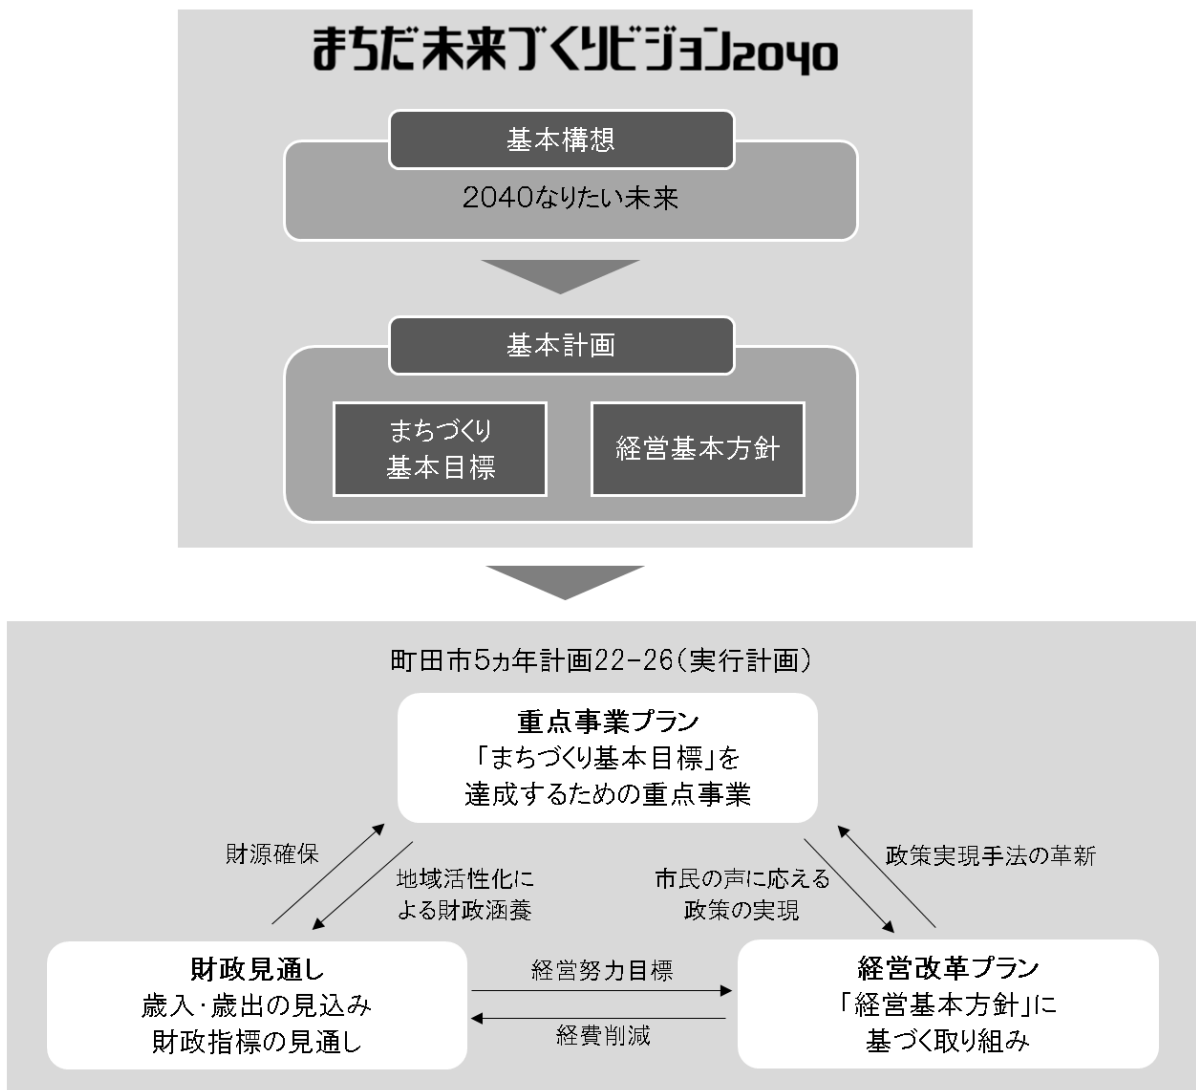 まちだ未来づくりビジョン2040
基本構想
2040なりたい未来
基本計画
まちづくり
基本目標
経営基本方針
町田市5ヵ年計画22-26(実行計画)
重点事業プラン
「まちづくり基本目標」を
達成するための重点事業
財源確保
地域活性化に
よる財政涵養
市民の声に応える
政策の実現
政策実現手法の革新
財政見通し
歳入・歳出の見込み
財政指標の見通し
経営努力目標
経費削減
経営改革プラン
「経営基本方針」に
基づく取り組み